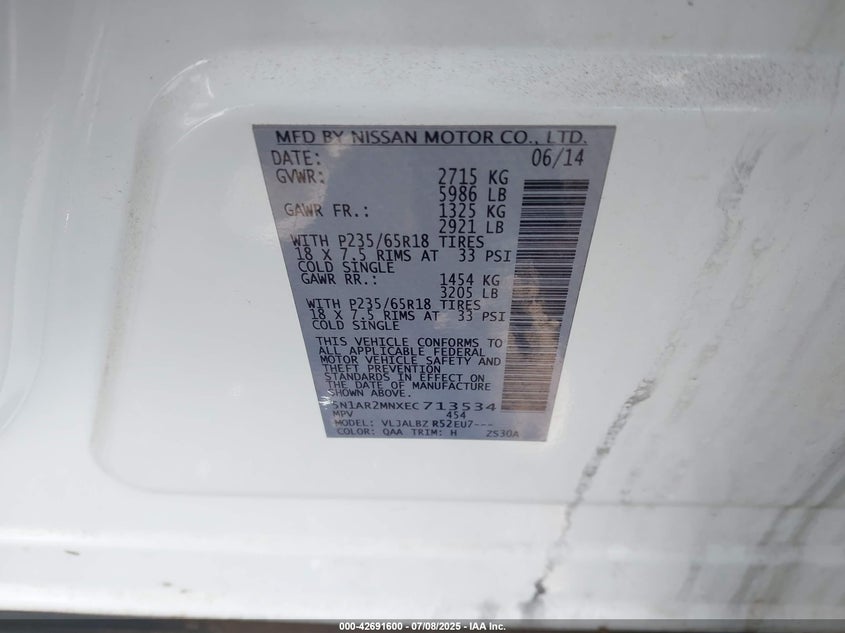 MFD BY NISSAN MOTOR CO., LTD.
DATE: 06/14
GVWR: 2715 KG
5986 LB
GAWR FR.: 1325 KG
2921 LB
WITH P235/65R18 TIRES
18 X 7.5 RIMS AT 33 PSI
COLD SINGLE
GAWR RR.: 1454 KG
3205 LB
WITH P235/65R18 TIRES
18 X 7.5 RIMS AT 33 PSI
COLD SINGLE
THIS VEHICLE CONFORMS TO
ALL APPLICABLE FEDERAL
MOTOR VEHICLE SAFETY AND
THEFT PREVENTION
STANDARDS IN EFFECT ON
THE DATE OF MANUFACTURE
SHOWN ABOVE.
5N1AR2MNXEC713534
MPV 454
MODEL: VLJALBZ R52EU7---
COLOR: QAA TRIM: H ZS30A
000-42691600 - 07/08/2025 - IAA Inc.